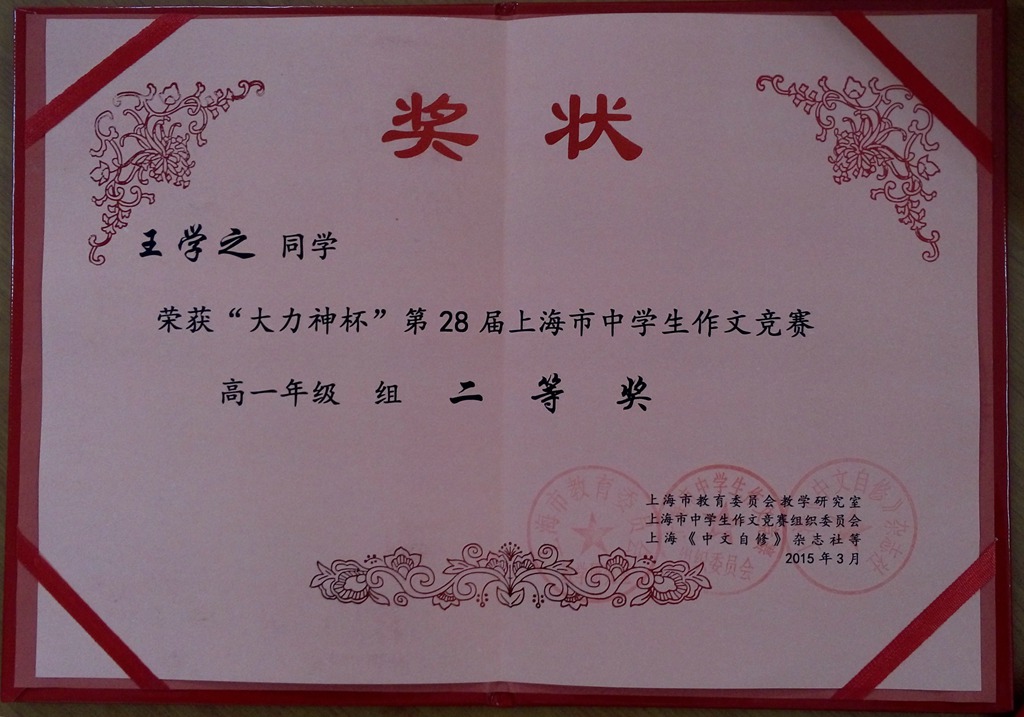 奖 状
王学之 同学
荣获“大力神杯”第28届上海市中学生作文竞赛
高一年级 组 二 等 奖
上海市教育委员会教学研究室
上海市中学生作文竞赛组织委员会
上海《中文自修》杂志社等
2015年3月